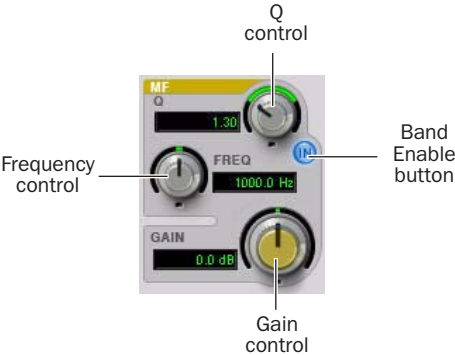 Q
control
MF
Q
1.30
IN
Band
Enable
button
Frequency
control
FREQ
1000.0 Hz
GAIN
0.0 dB
Gain
control